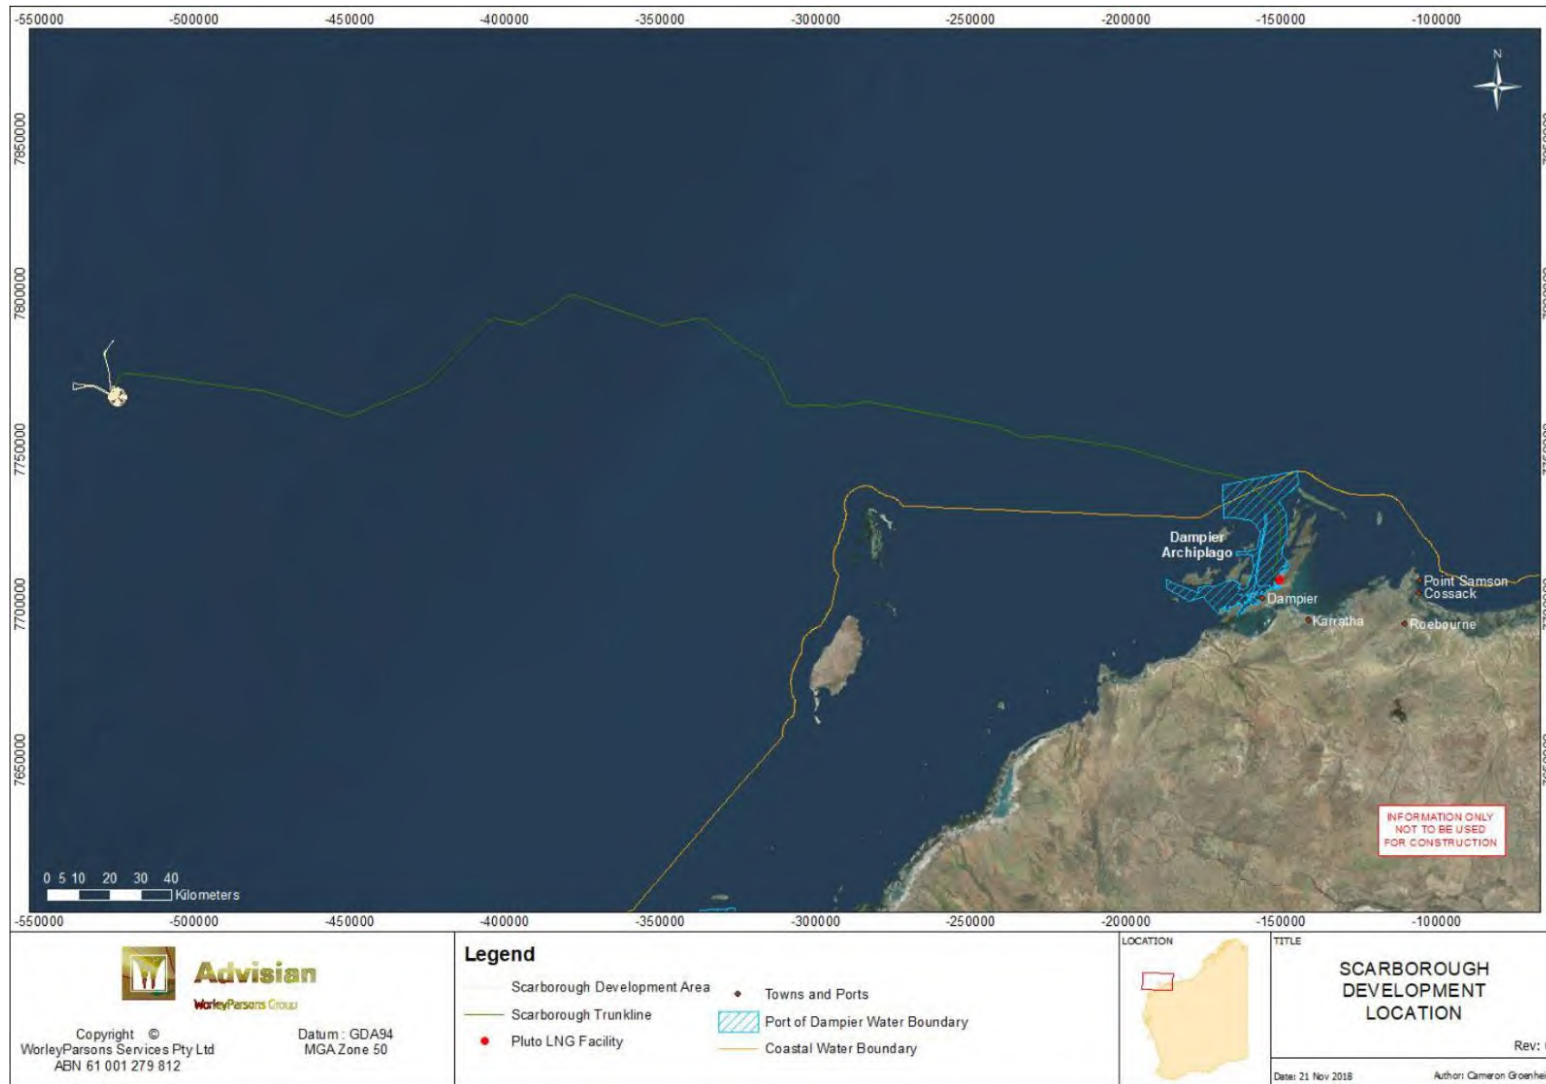 -550000 -500000 -450000 -400000 -350000 -300000 -250000 -200000 -150000 -100000
N
7850000
7800000
7750000
7700000
7650000
Dampier
Archiplago
Point Samson
Cossack
Dampier
Karratha
Roebourne
INFORMATION ONLY
NOT TO BE USED
FOR CONSTRUCTION
0 5 10 20 30 40
Kilometers
-550000 -500000 -450000 -400000 -350000 -300000 -250000 -200000 -150000 -100000
Advisian
WorleyParsons Group
Copyright ©
WorleyParsons Services Pty Ltd
ABN 61 001 279 812
Datum : GDA94
MGA Zone 50
Legend
Scarborough Development Area
Scarborough Trunkline
Pluto LNG Facility
Towns and Ports
Port of Dampier Water Boundary
Coastal Water Boundary
LOCATION
TITLE
SCARBOROUGH
DEVELOPMENT
LOCATION
Rev:
Date: 21 Nov 2018
Author: Cameron